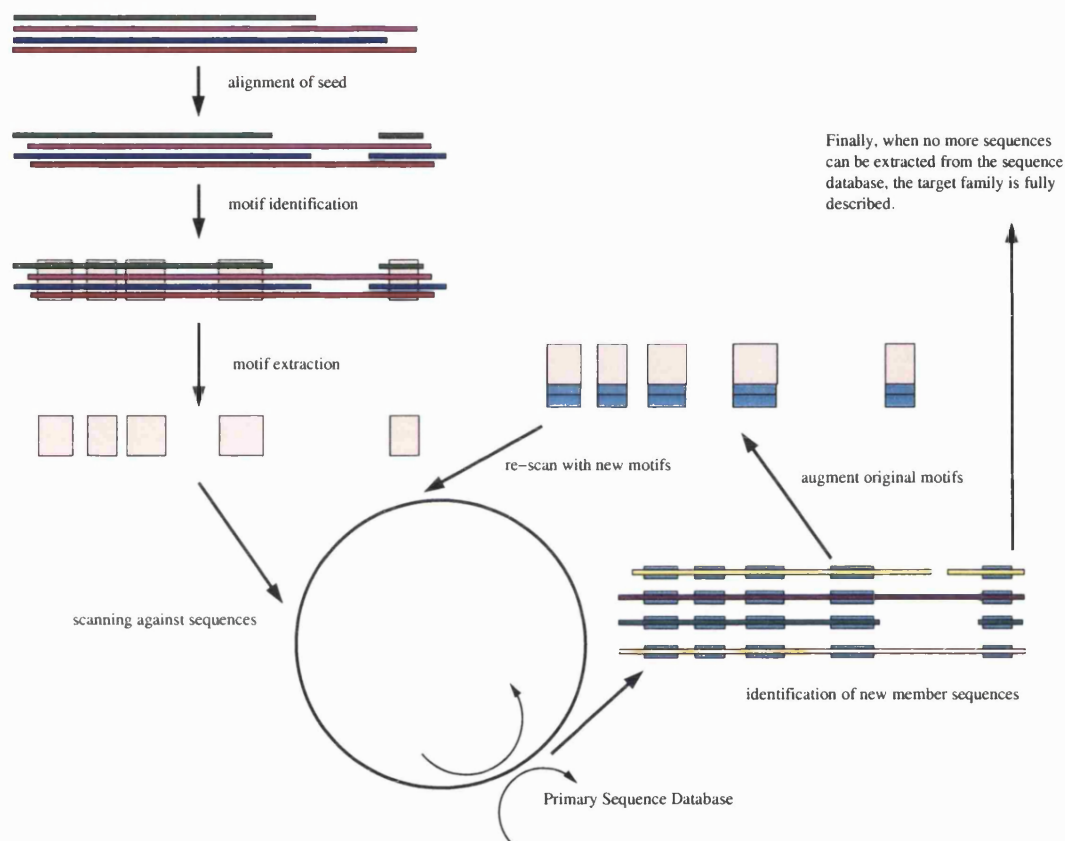 alignment of seed
motif identification
motif extraction
scanning against sequences
Finally, when no more sequences
can be extracted from the sequence
database, the target family is fully
described.
re-scan with new motifs
augment original motifs
identification of new member sequences
Primary Sequence Database